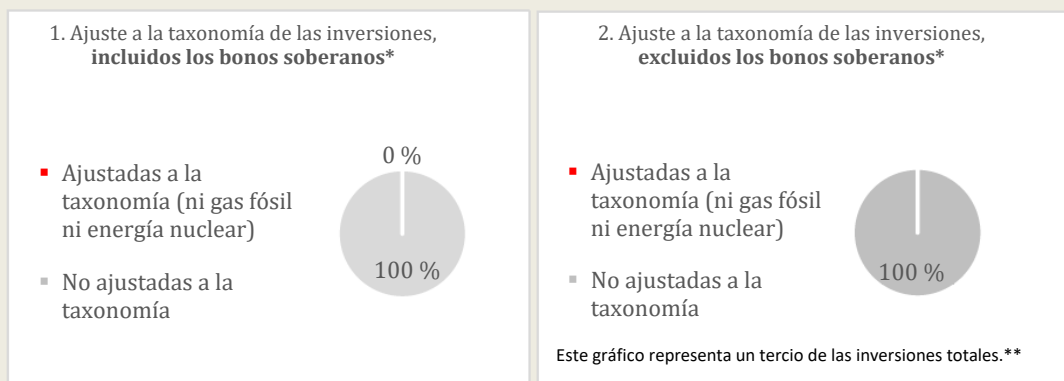 1. Ajuste a la taxonomía de las inversiones,
incluidos los bonos soberanos*
Ajustadas a la
taxonomía (ni gas fósil
ni energía nuclear)
No ajustadas a la
taxonomía
0 %
100 %
2. Ajuste a la taxonomía de las inversiones,
excluidos los bonos soberanos*
Ajustadas a la
taxonomía (ni gas fósil
ni energía nuclear)
No ajustadas a la
taxonomía
100 %
Este gráfico representa un tercio de las inversiones totales.**